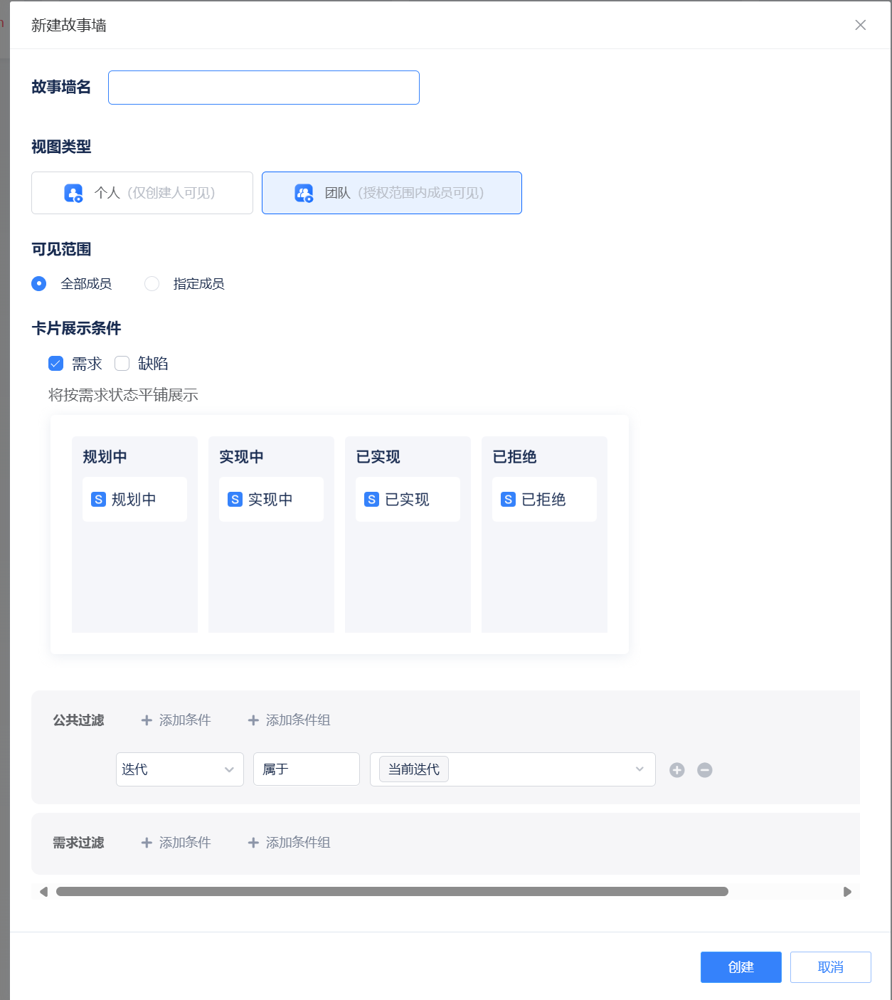 新建故事墙
故事墙名
视图类型
个人 (仅创建人可见)
团队 (授权范围内成员可见)
可见范围
全部成员 指定成员
卡片展示条件
需求 缺陷
将按需求状态平铺展示
规划中 实现中 已实现 已拒绝
S 规划中 S 实现中 S 已实现 S 已拒绝
公共过滤 + 添加条件 + 添加条件组
迭代 属于 当前迭代
需求过滤 + 添加条件 + 添加条件组
创建 取消